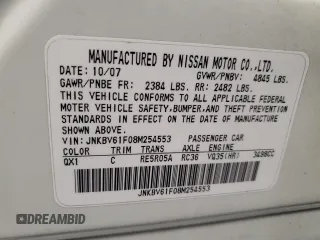 MANUFACTURED BY NISSAN MOTOR CO.,LTD.
DATE: 10/07 GVWR/PNBV: 4845 LBS.
GAWR/PNBE FR: 2384 LBS. RR: 2482 LBS.
THIS VEHICLE CONFORMS TO ALL APPLICABLE FEDERAL
MOTOR VEHICLE SAFETY, BUMPER, AND THEFT PREVENTION
STANDARDS IN EFFECT ON THE DATE OF MANUFACTURE
SHOWN ABOVE.
VIN: JNKBV61F08M254553 PASSENGER CAR
COLOR TRIM TRANS AXLE ENGINE
QX1 C RE5R05A RC36 VQ35(HR) 3498CC
JNKBV61F08M254553
DREAMBID
dreambid.com